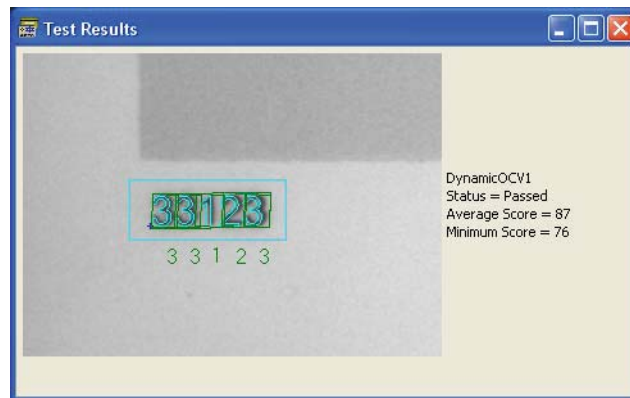 Test Results
33123
3 3 1 2 3
DynamicOCV1
Status = Passed
Average Score = 87
Minimum Score = 76